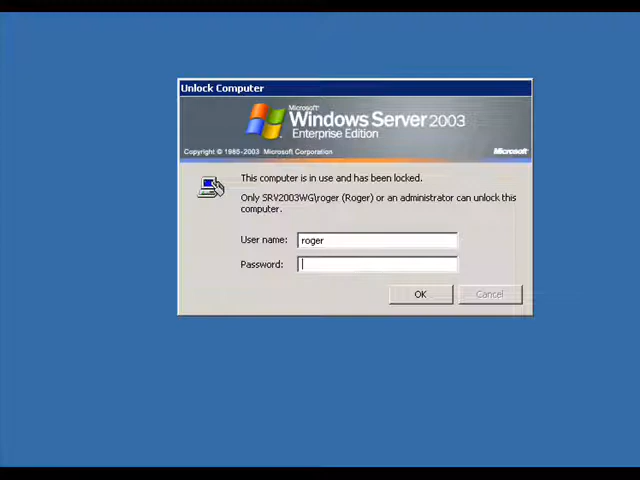 Unlock Computer
Microsoft
Windows Server 2003
Enterprise Edition
Copyright © 1985-2003 Microsoft Corporation
Microsoft
This computer is in use and has been locked.
Only SRV2003WG\roger (Roger) or an administrator can unlock this
computer.
User name: roger
Password:
OK Cancel